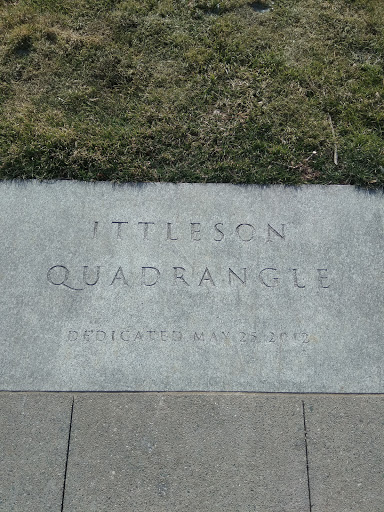 ITTLESON
QUADRANGLE
DEDICATED MAY 25 2012